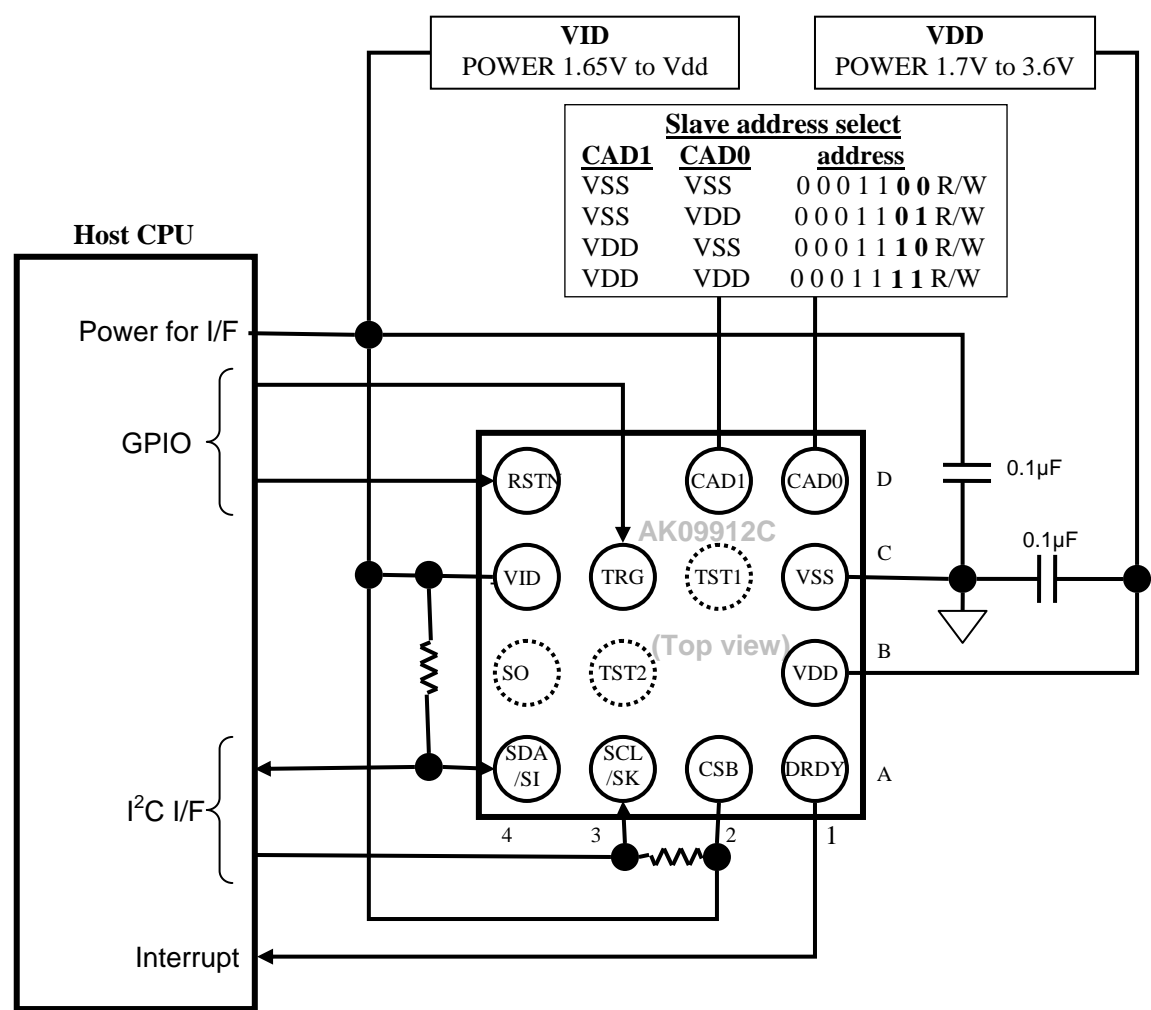 VID
POWER 1.65V to Vdd
VDD
POWER 1.7V to 3.6V
Slave address select
CAD1 CAD0 address
VSS VSS 0 0 0 1 1 0 0 R/W
VSS VDD 0 0 0 1 1 0 1 R/W
VDD VSS 0 0 0 1 1 1 0 R/W
VDD VDD 0 0 0 1 1 1 1 R/W
Host CPU
Power for I/F
GPIO
RSTN
CAD1
CAD0
D
0.1µF
AK09912C
VID
TRG
TST1
VSS
C
0.1µF
(Top view)
SO
TST2
VDD
B
SDA
/SI
SCL
/SK
CSB
DRDY
A
I²C I/F
4 3 2 1
Interrupt